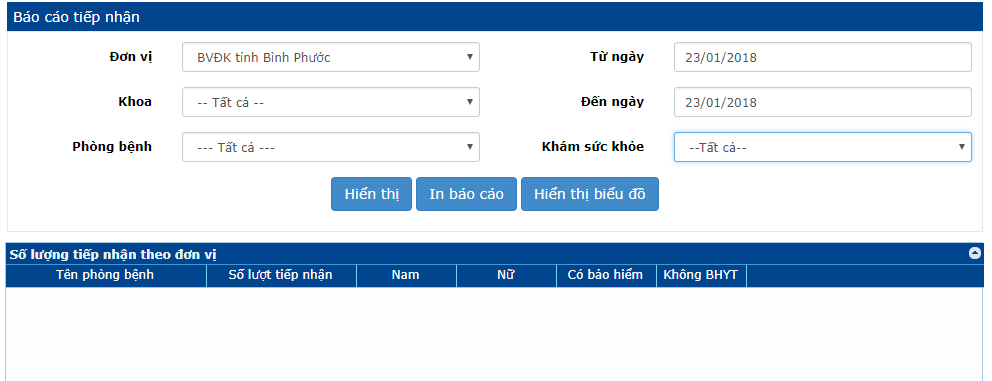 Báo cáo tiếp nhận
Đơn vị BVĐK tỉnh Bình Phước Từ ngày 23/01/2018
Khoa -- Tất cả -- Đến ngày 23/01/2018
Phòng bệnh --- Tất cả --- Khám sức khỏe --Tất cả--
Hiển thị In báo cáo Hiển thị biểu đồ
Số lượng tiếp nhận theo đơn vị
Tên phòng bệnh Số lượt tiếp nhận Nam Nữ Có bảo hiểm Không BHYT